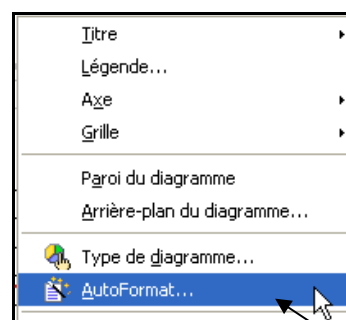 Titre
Légende...
Axe
Grille
Paroi du diagramme
Arrière-plan du diagramme...
Type de diagramme...
AutoFormat...